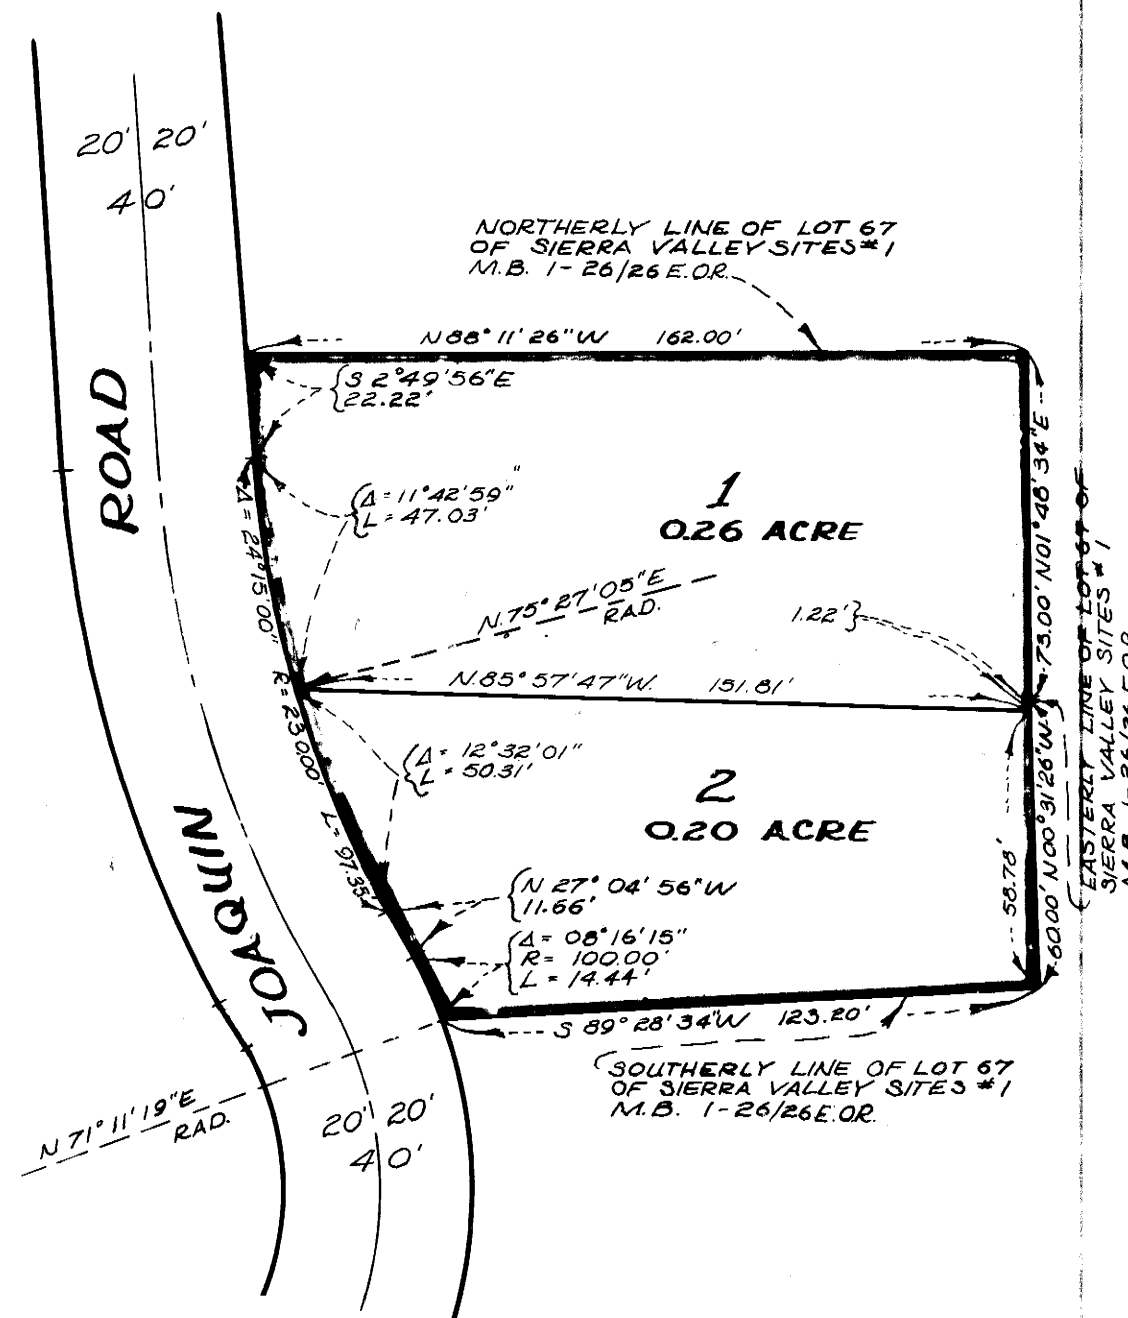 20' 20'
40'
NORTHERLY LINE OF LOT 67
OF SIERRA VALLEY SITES #1
M.B. 1-26/26 E.O.R.
N 88° 11' 26" W 162.00'
S 2° 49' 56" E
22.22'
ROAD
Δ = 11° 42' 59"
L = 47.03'
1
0.26 ACRE
Δ = 24° 15' 00" R = 230.00' L = 97.35'
N. 75° 27' 05" E
RAD.
1.22'
73.00' N 01° 48' 34" E
N. 85° 57' 47" W. 151.81'
Δ = 12° 32' 01"
L = 50.31'
2
0.20 ACRE
58.78'
60.00' N 00° 31' 26" W
EASTERLY LINE OF LOT 67 OF
SIERRA VALLEY SITES #1
M.B. 1-26/26 E.O.R.
JOAQUIN
N 27° 04' 56" W
11.66'
Δ = 08° 16' 15"
R = 100.00'
L = 14.44'
S 89° 28' 34" W 123.20'
SOUTHERLY LINE OF LOT 67
OF SIERRA VALLEY SITES #1
M.B. 1-26/26 E.O.R.
N 71° 11' 19" E
RAD.
20' 20'
40'